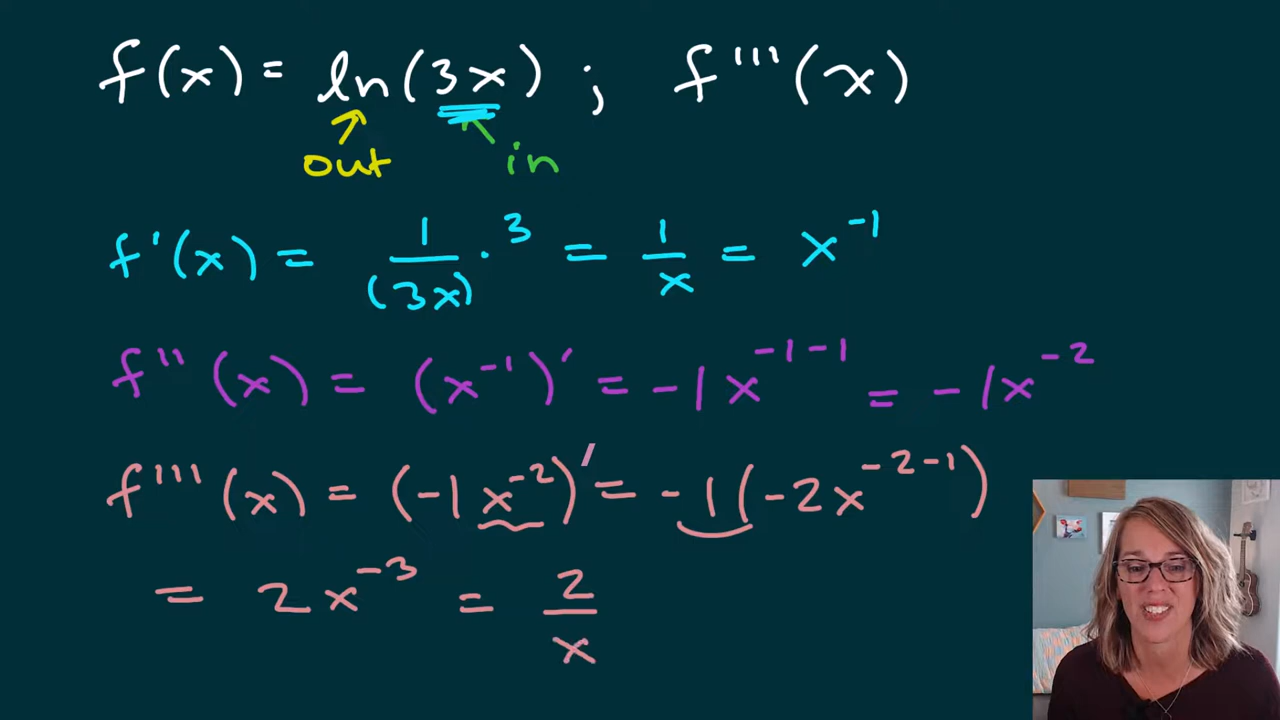 f(x) = ln(3x) ; f'''(x)
out in
f'(x) = 1/(3x) · 3 = 1/x = x⁻¹
f''(x) = (x⁻¹)' = -1x⁻¹⁻¹ = -1x⁻²
f'''(x) = (-1x⁻²)' = -1(-2x⁻²⁻¹)
= 2x⁻³ = 2/x